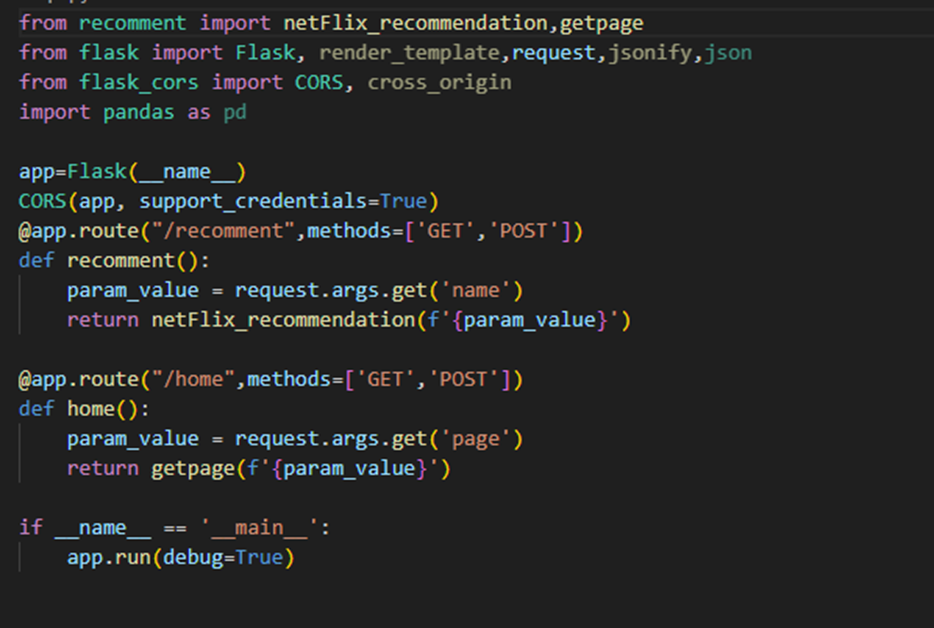 from recomment import netFlix_recommendation,getpage
from flask import Flask, render_template,request,jsonify,json
from flask_cors import CORS, cross_origin
import pandas as pd
app=Flask(__name__)
CORS(app, support_credentials=True)
@app.route("/recomment",methods=['GET','POST'])
def recomment():
    param_value = request.args.get('name')
    return netFlix_recommendation(f'{param_value}')
@app.route("/home",methods=['GET','POST'])
def home():
    param_value = request.args.get('page')
    return getpage(f'{param_value}')
if __name__ == '__main__':
    app.run(debug=True)